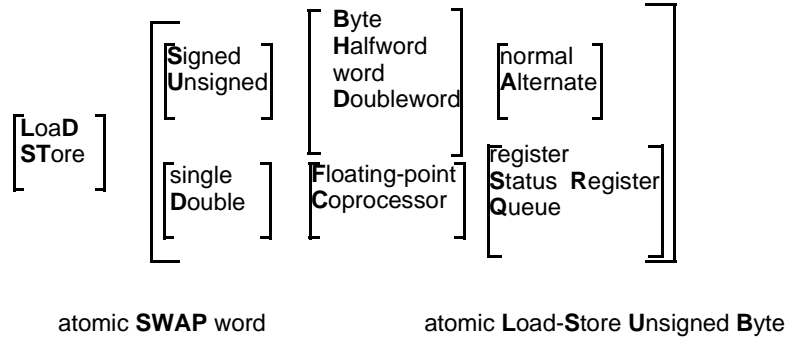 LoaD
STore
Signed
Unsigned
Byte
Halfword
word
Doubleword
normal
Alternate
single
Double
Floating-point
Coprocessor
register
Status Register
Queue
atomic SWAP word
atomic Load-Store Unsigned Byte